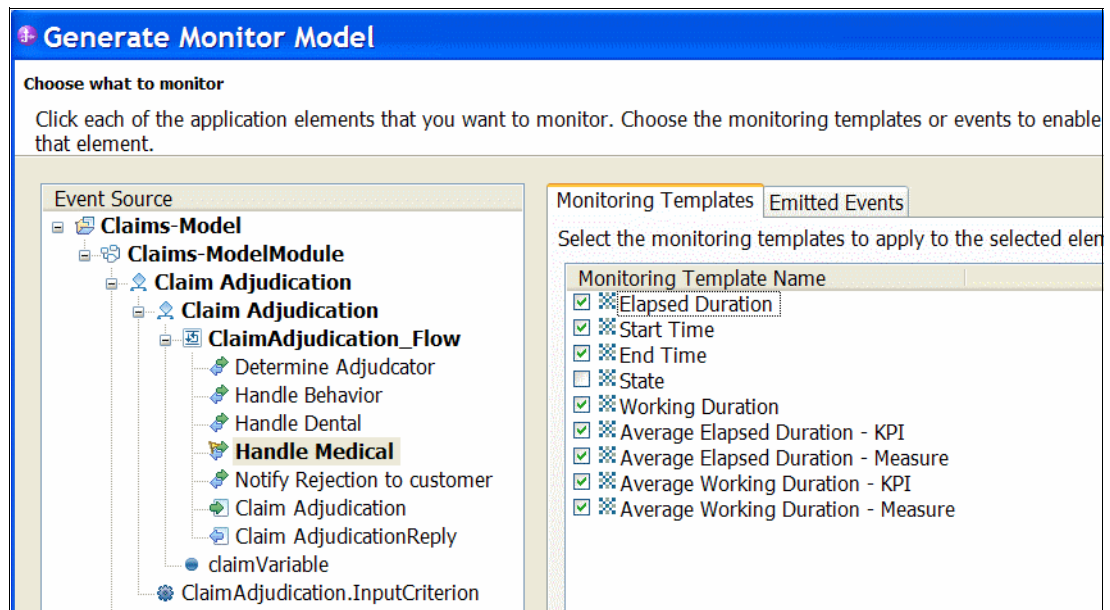 Generate Monitor Model
Choose what to monitor
Click each of the application elements that you want to monitor. Choose the monitoring templates or events to enable
that element.
Event Source
Claims-Model
Claims-ModelModule
Claim Adjudication
Claim Adjudication
ClaimAdjudication_Flow
Determine Adjudcator
Handle Behavior
Handle Dental
Handle Medical
Notify Rejection to customer
Claim Adjudication
Claim AdjudicationReply
claimVariable
ClaimAdjudication.InputCriterion
Monitoring Templates
Emitted Events
Select the monitoring templates to apply to the selected elem
Monitoring Template Name
Elapsed Duration
Start Time
End Time
State
Working Duration
Average Elapsed Duration - KPI
Average Elapsed Duration - Measure
Average Working Duration - KPI
Average Working Duration - Measure